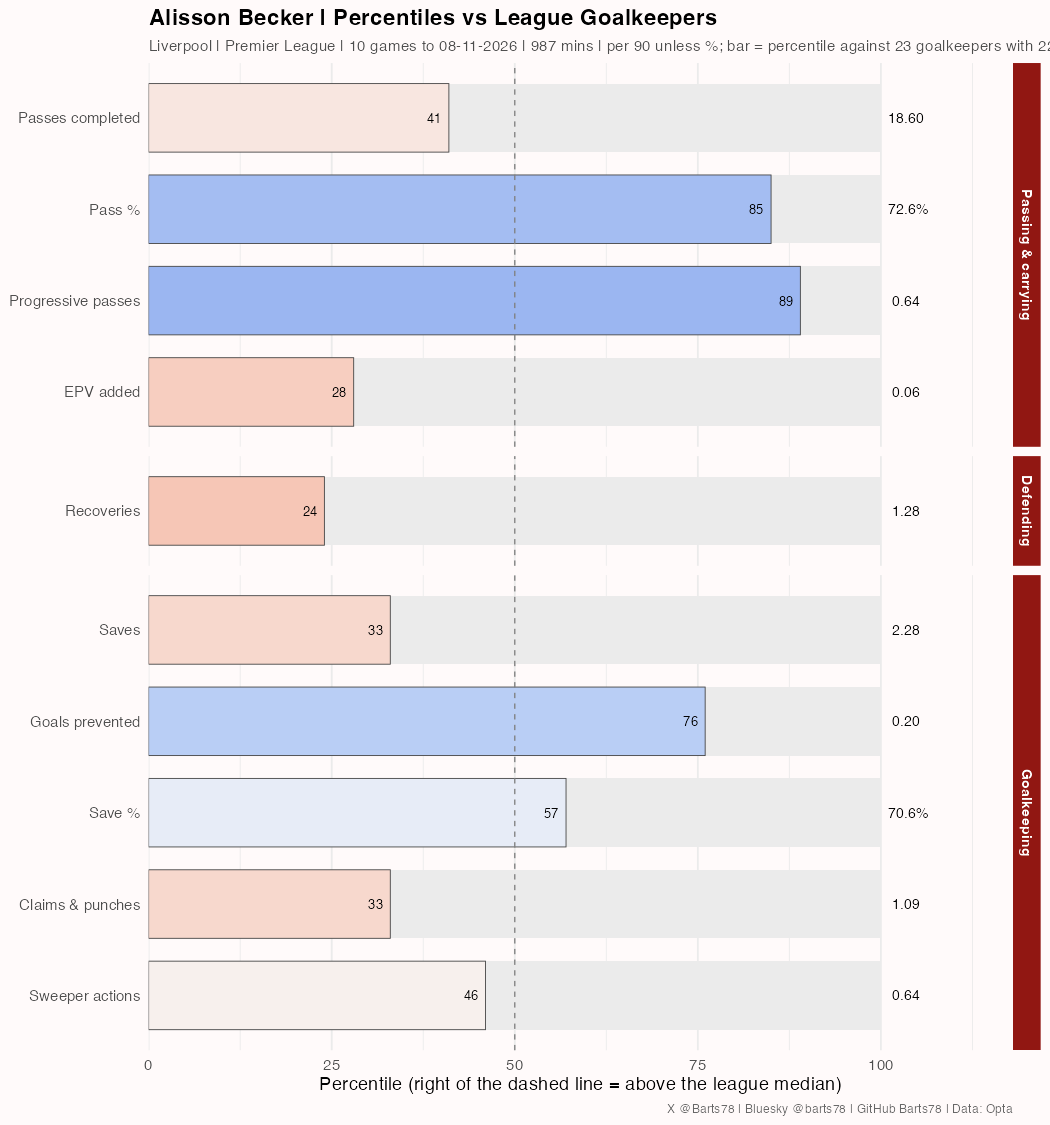 Alisson Becker | Percentiles vs League Goalkeepers
Liverpool | Premier League | 10 games to 08-11-2026 | 987 mins | per 90 unless %; bar = percentile against 23 goalkeepers with 22
Passes completed 41 18.60
Pass % 85 72.6%
Progressive passes 89 0.64
EPV added 28 0.06
Passing & carrying
Recoveries 24 1.28
Defending
Saves 33 2.28
Goals prevented 76 0.20
Save % 57 70.6%
Claims & punches 33 1.09
Sweeper actions 46 0.64
Goalkeeping
0 25 50 75 100
Percentile (right of the dashed line = above the league median)
X @Barts78 | Bluesky @barts78 | GitHub Barts78 | Data: Opta